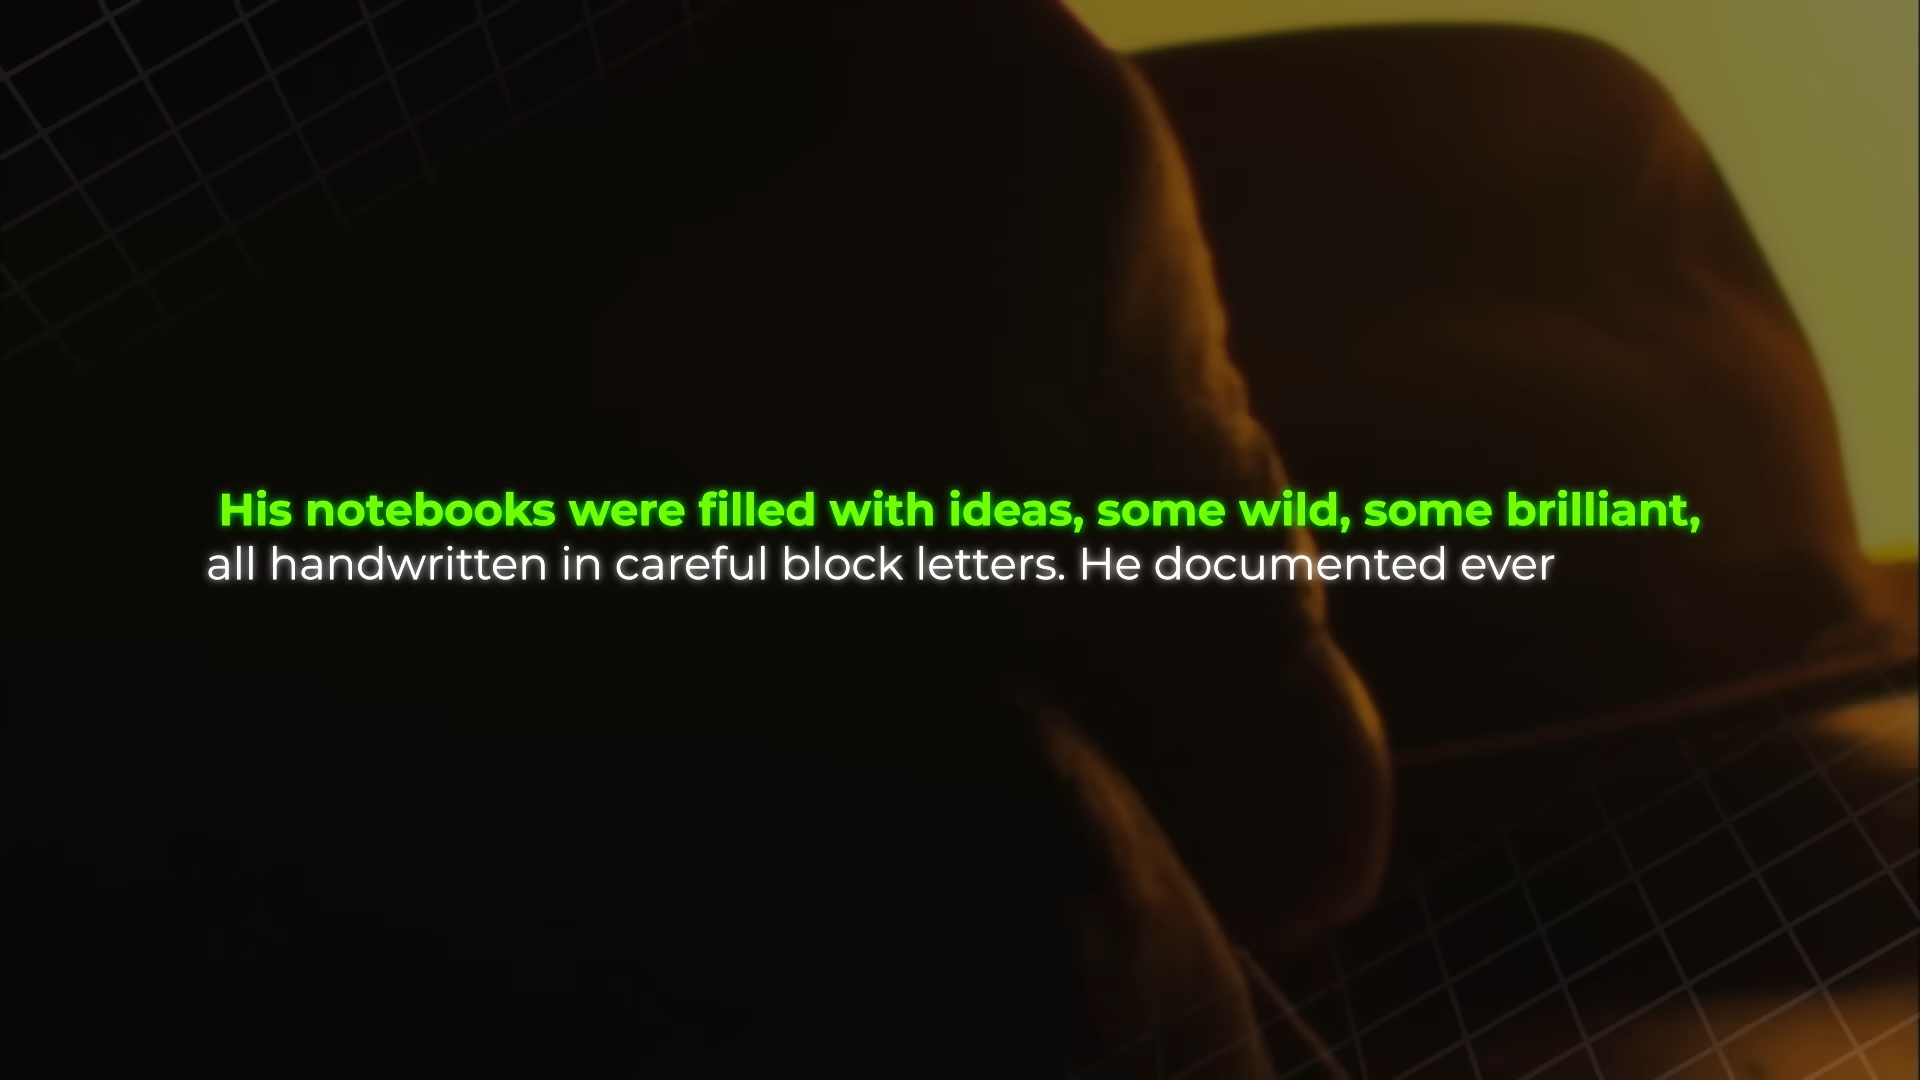 His notebooks were filled with ideas, some wild, some brilliant,
all handwritten in careful block letters. He documented ever